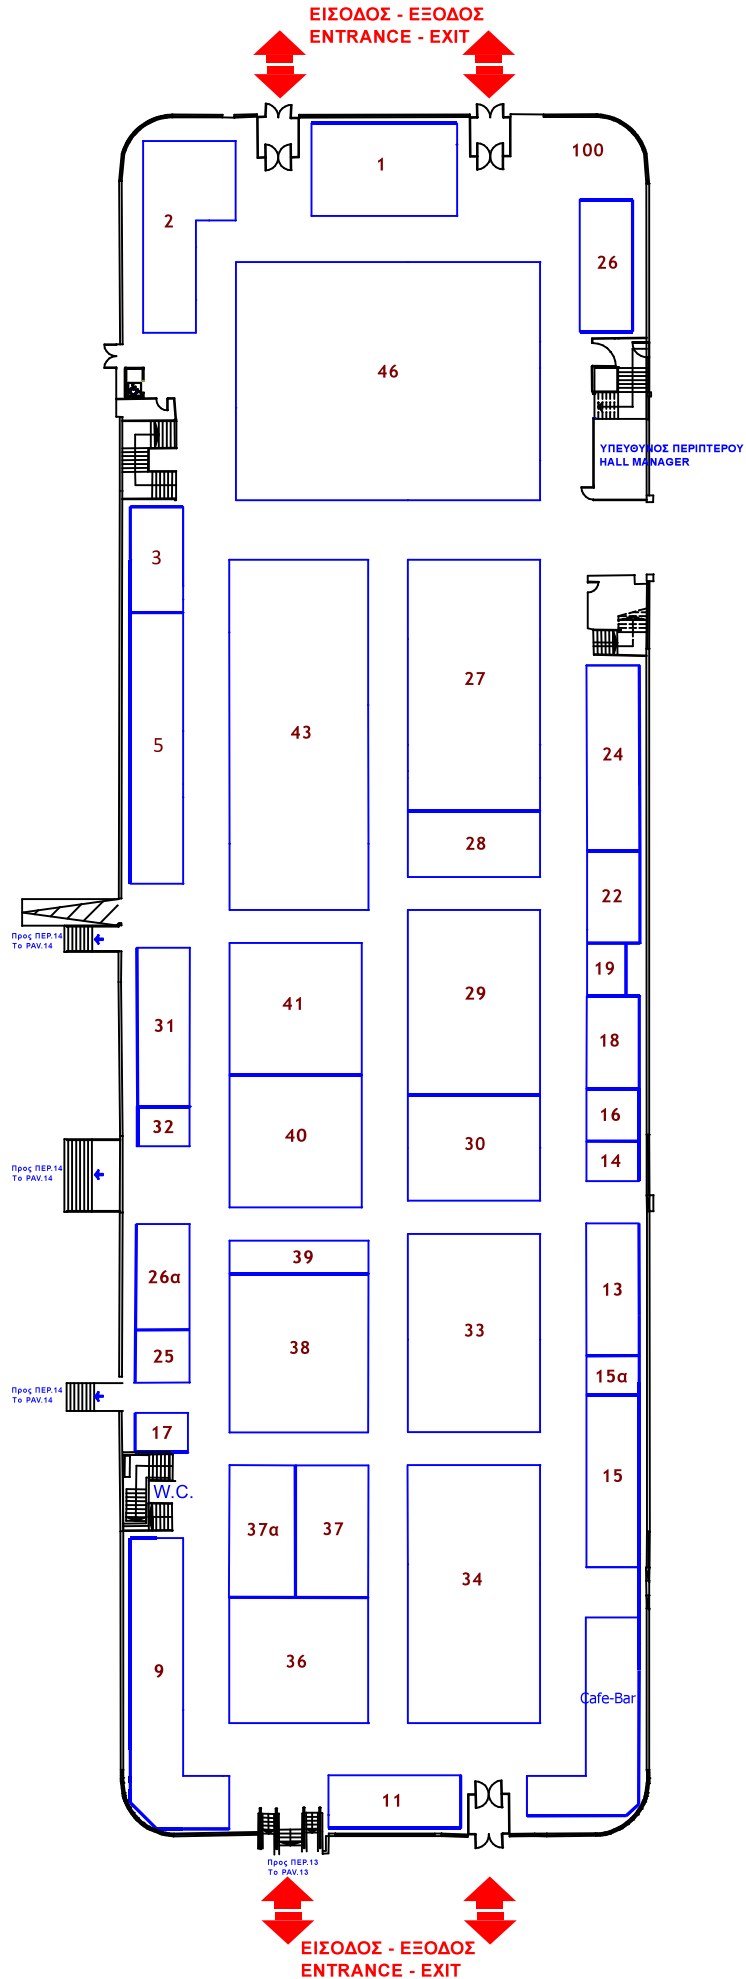 ΕΙΣΟΔΟΣ - ΕΞΟΔΟΣ
ENTRANCE - EXIT
1
100
2
26
46
ΥΠΕΥΘΥΝΟΣ ΠΕΡΙΠΤΕΡΟΥ
HALL MANAGER
3
27
43
5
24
28
22
Προς ΠΕΡ.14
To PAV.14
19
29
41
31
18
16
32
40
30
14
Προς ΠΕΡ.14
To PAV.14
39
26α
13
33
38
25
15α
Προς ΠΕΡ.14
To PAV.14
17
15
W.C.
37α
37
34
36
9
Cafe-Bar
11
Προς ΠΕΡ.13
To PAV.13
ΕΙΣΟΔΟΣ - ΕΞΟΔΟΣ
ENTRANCE - EXIT